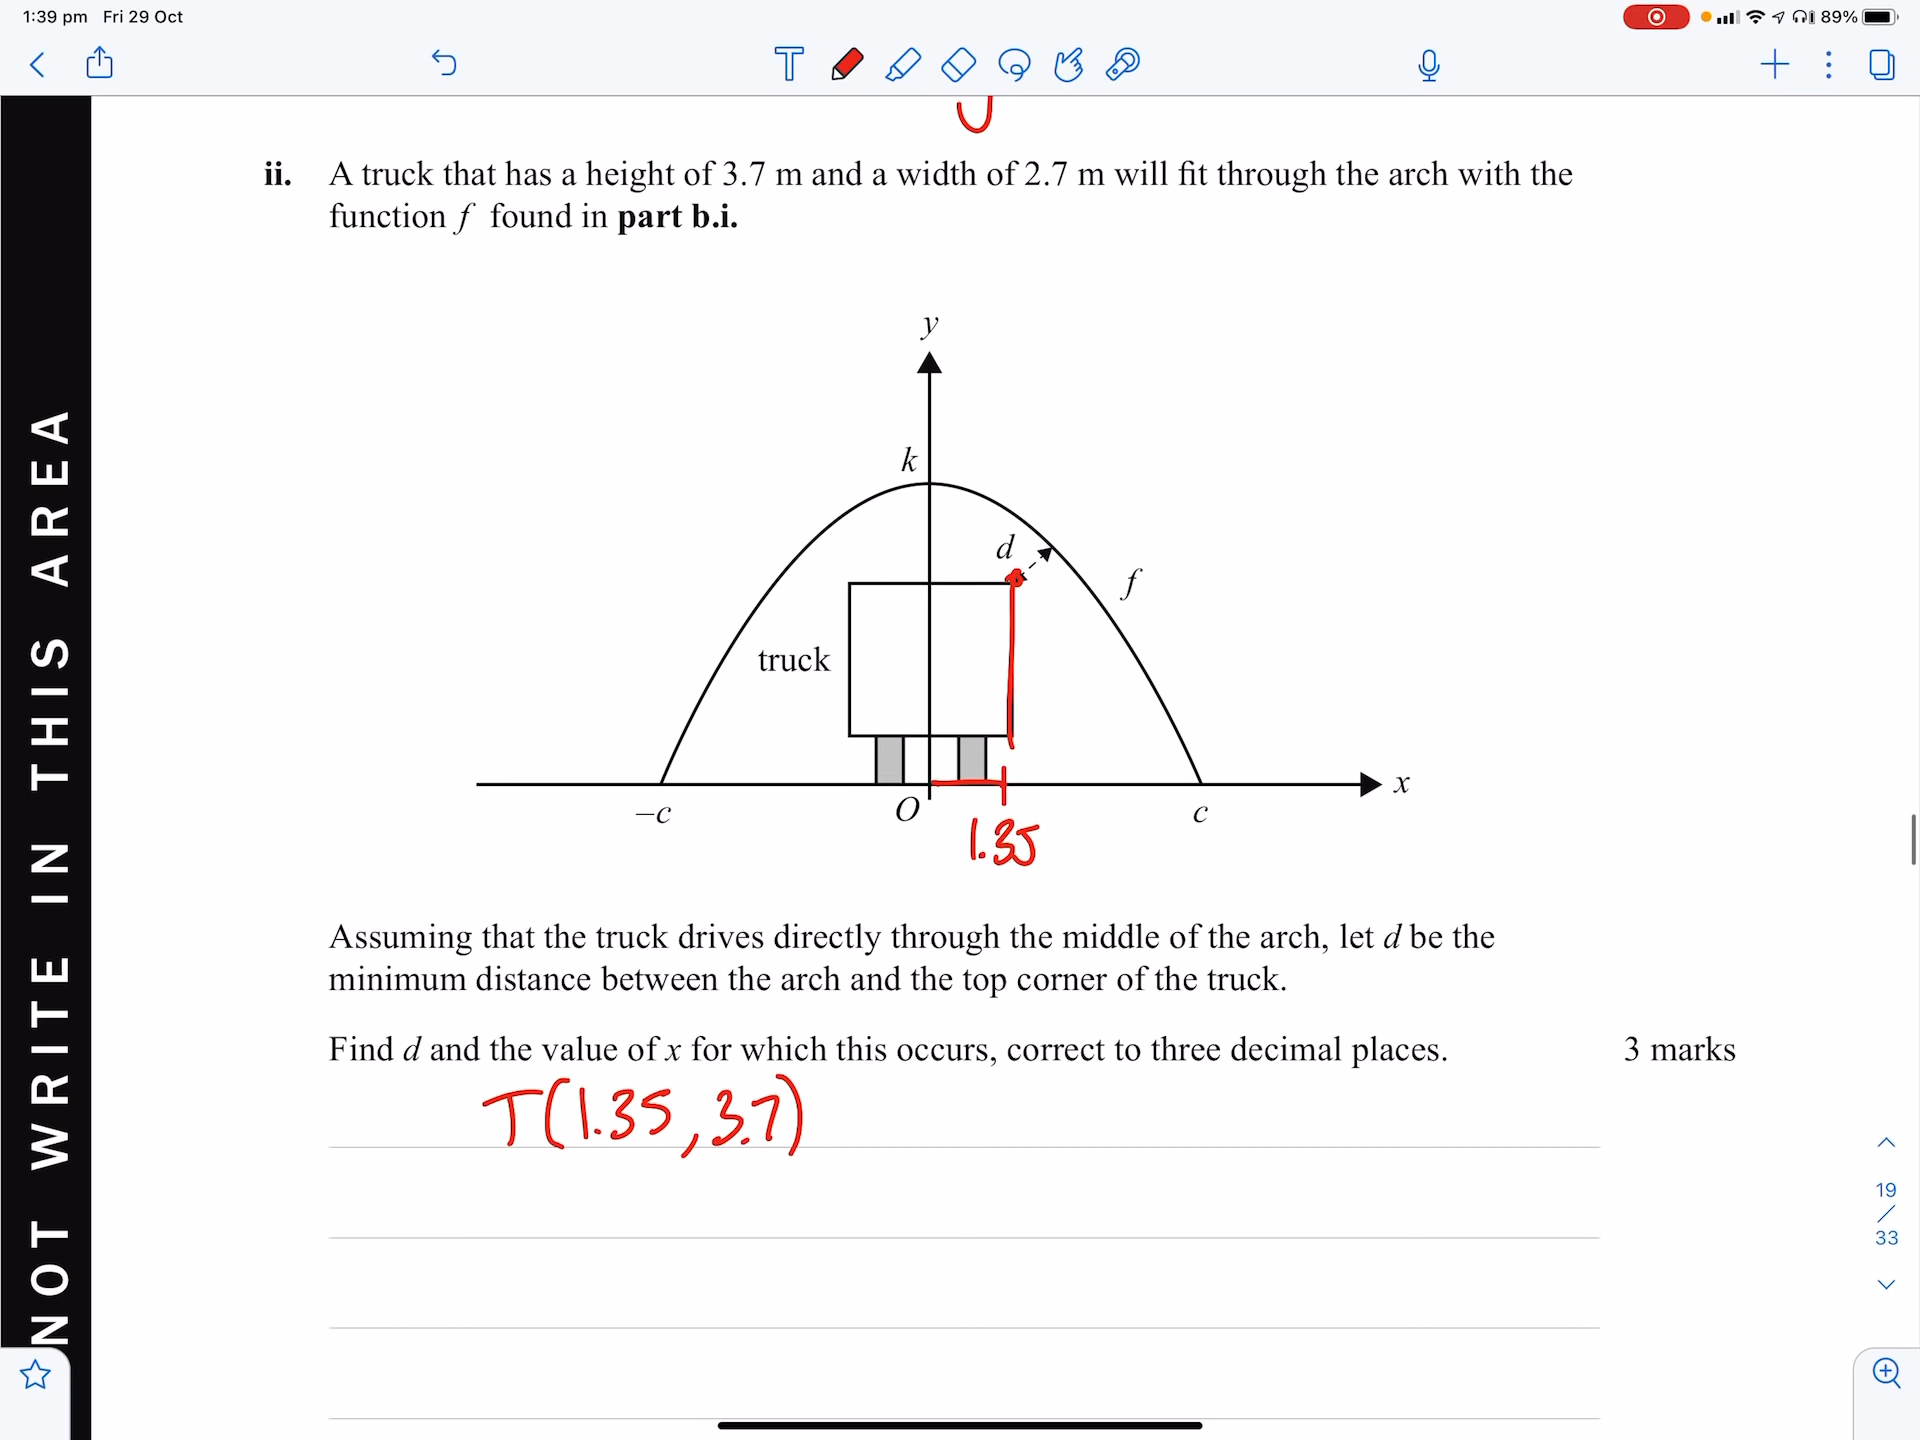 1:39 pm Fri 29 Oct
89%
ii. A truck that has a height of 3.7 m and a width of 2.7 m will fit through the arch with the
function f found in part b.i.
y
k
d
f
truck
x
−c
O
c
1.35
Assuming that the truck drives directly through the middle of the arch, let d be the
minimum distance between the arch and the top corner of the truck.
Find d and the value of x for which this occurs, correct to three decimal places. 3 marks
T(1.35, 3.7)
19
/
33
NOT WRITE IN THIS AREA